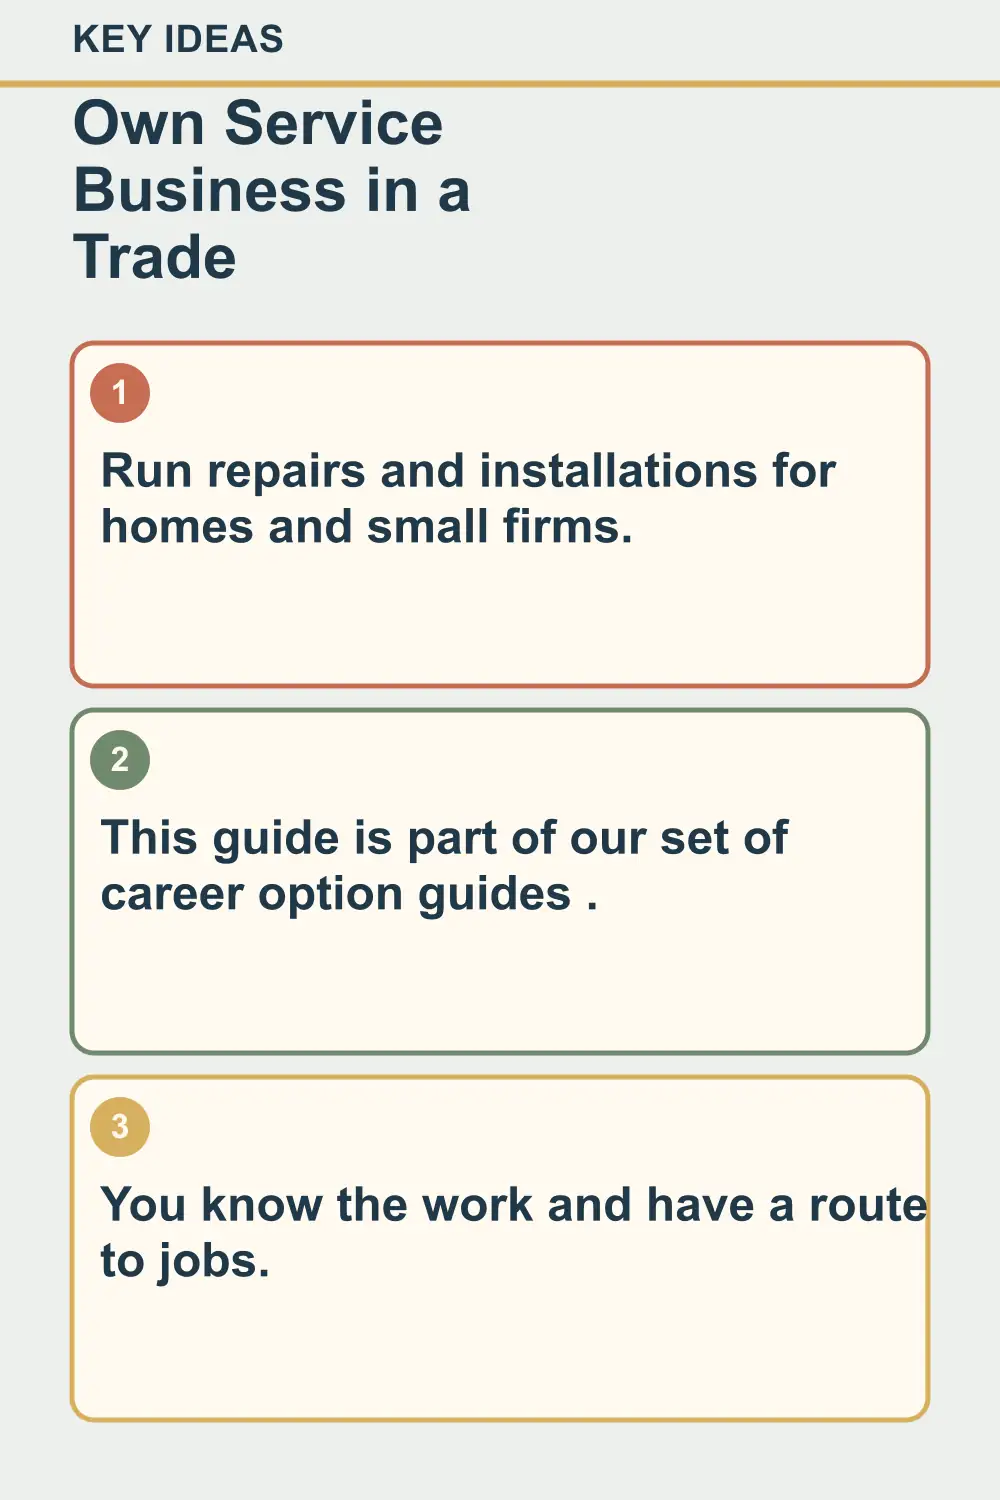 KEY IDEAS
Own Service
Business in a
Trade
1
Run repairs and installations for
homes and small firms.
2
This guide is part of our set of
career option guides .
3
You know the work and have a route
to jobs.